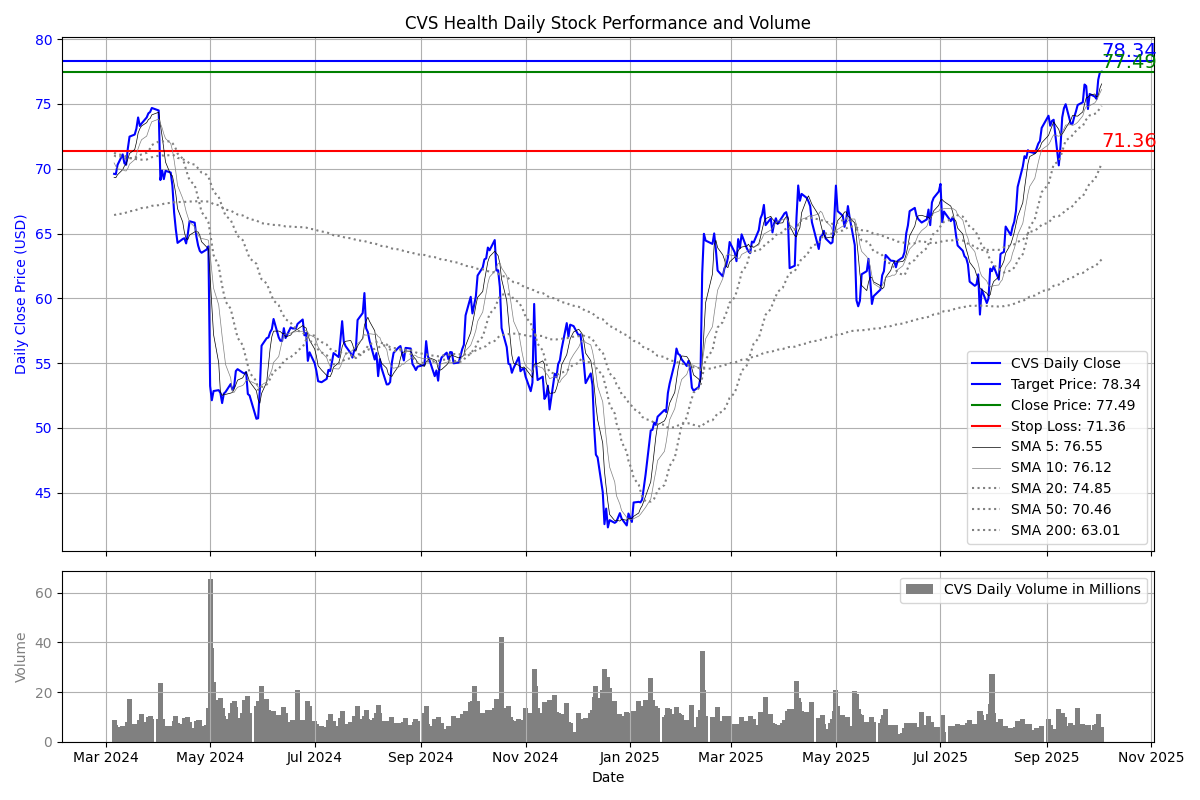 CVS Health Daily Stock Performance and Volume
80
75
70
65
60
55
50
45
Daily Close Price (USD)
78.34
77.49
71.36
CVS Daily Close
Target Price: 78.34
Close Price: 77.49
Stop Loss: 71.36
SMA 5: 76.55
SMA 10: 76.12
SMA 20: 74.85
SMA 50: 70.46
SMA 200: 63.01
60
40
20
0
Volume
CVS Daily Volume in Millions
Mar 2024 May 2024 Jul 2024 Sep 2024 Nov 2024 Jan 2025 Mar 2025 May 2025 Jul 2025 Sep 2025 Nov 2025
Date